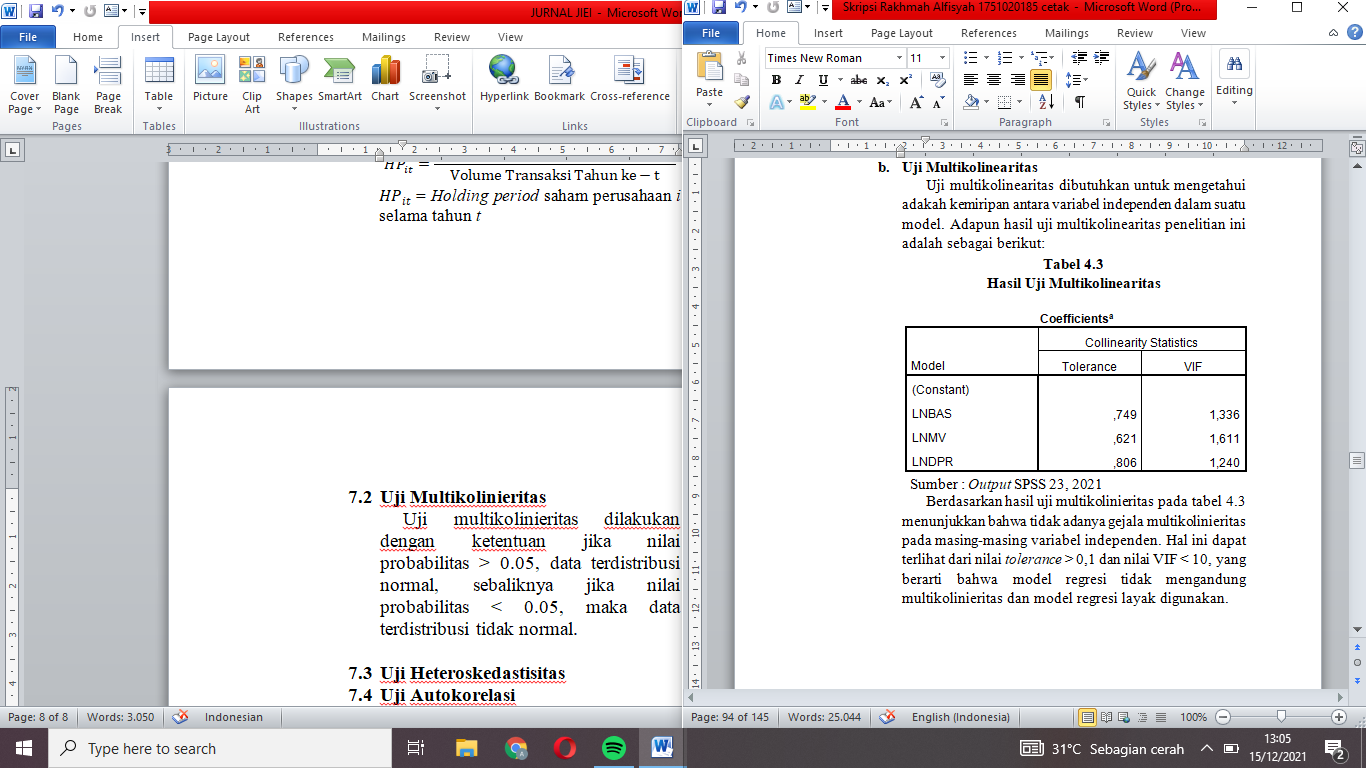 JURNAL JIEI - Microsoft Wor
File Home Insert Page Layout References Mailings Review View
Cover Page Blank Page Page Break Table Picture Clip Art Shapes SmartArt Chart Screenshot Hyperlink Bookmark Cross-reference
Pages Tables Illustrations Links
HPit =
Volume Transaksi Tahun ke − t
HPit = Holding period saham perusahaan i
selama tahun t
7.2 Uji Multikolinieritas
Uji multikolinieritas dilakukan
dengan ketentuan jika nilai
probabilitas > 0.05, data terdistribusi
normal, sebaliknya jika nilai
probabilitas < 0.05, maka data
terdistribusi tidak normal.
7.3 Uji Heteroskedastisitas
7.4 Uji Autokorelasi
Page: 8 of 8 Words: 3.050 Indonesian
Skripsi Rakhmah Alfisyah 1751020185 cetak - Microsoft Word (Pro...
File Home Insert Page Layout References Mailings Review View
Paste Times New Roman 11 Quick Styles Change Styles Editing
B I U abc x₂ x² Aa A A
Clipboard Font Paragraph Styles
b. Uji Multikolinearitas
Uji multikolinearitas dibutuhkan untuk mengetahui
adakah kemiripan antara variabel independen dalam suatu
model. Adapun hasil uji multikolinearitas penelitian ini
adalah sebagai berikut:
Tabel 4.3
Hasil Uji Multikolinearitas
Coefficientsᵃ
Collinearity Statistics
Model Tolerance VIF
(Constant)
LNBAS ,749 1,336
LNMV ,621 1,611
LNDPR ,806 1,240
Sumber : Output SPSS 23, 2021
Berdasarkan hasil uji multikolinieritas pada tabel 4.3
menunjukkan bahwa tidak adanya gejala multikolinieritas
pada masing-masing variabel independen. Hal ini dapat
terlihat dari nilai tolerance > 0,1 dan nilai VIF < 10, yang
berarti bahwa model regresi tidak mengandung
multikolinieritas dan model regresi layak digunakan.
Page: 94 of 145 Words: 25.044 English (Indonesia) 100%
Type here to search
31°C Sebagian cerah
13:05
15/12/2021
2